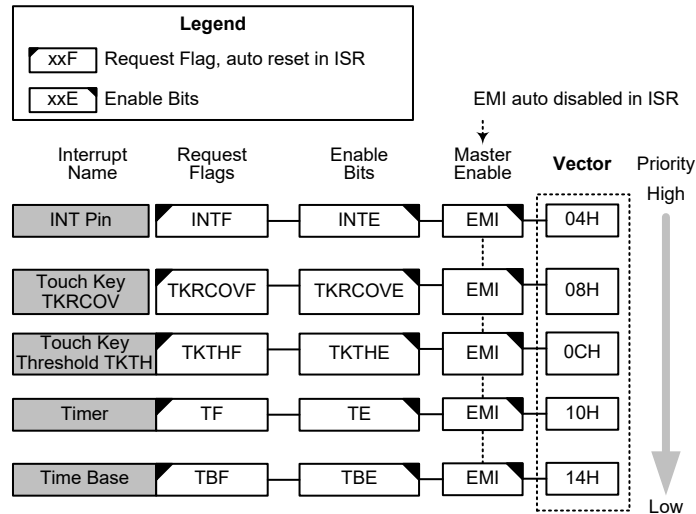 Legend
xxF Request Flag, auto reset in ISR
xxE Enable Bits
EMI auto disabled in ISR
Interrupt Name Request Flags Enable Bits Master Enable Vector Priority
High
INT Pin INTF INTE EMI 04H
Touch Key TKRCOV TKRCOVF TKRCOVE EMI 08H
Touch Key Threshold TKTH TKTHF TKTHE EMI 0CH
Timer TF TE EMI 10H
Time Base TBF TBE EMI 14H
Low